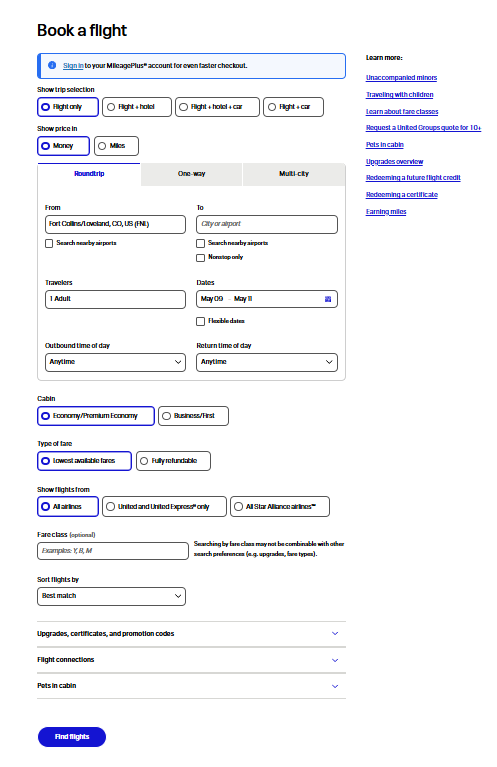 Book a flight
Sign in to your MileagePlus® account for even faster checkout.
Show trip selection
Flight only
Flight + hotel
Flight + hotel + car
Flight + car
Show price in
Money
Miles
Roundtrip
One-way
Multi-city
From
To
Fort Collins/Loveland, CO, US (FNL)
City or airport
Search nearby airports
Search nearby airports
Nonstop only
Travelers
Dates
1 Adult
May 09 - May 11
Flexible dates
Outbound time of day
Return time of day
Anytime
Anytime
Cabin
Economy/Premium Economy
Business/First
Type of fare
Lowest available fares
Fully refundable
Show flights from
All airlines
United and United Express® only
All Star Alliance airlines™
Fare class (optional)
Examples: Y, B, M
Searching by fare class may not be combinable with other
search preferences (e.g. upgrades, fare types).
Sort flights by
Best match
Upgrades, certificates, and promotion codes
Flight connections
Pets in cabin
Find flights
Learn more:
Unaccompanied minors
Traveling with children
Learn about fare classes
Request a United Groups quote for 10+
Pets in cabin
Upgrades overview
Redeeming a future flight credit
Redeeming a certificate
Earning miles